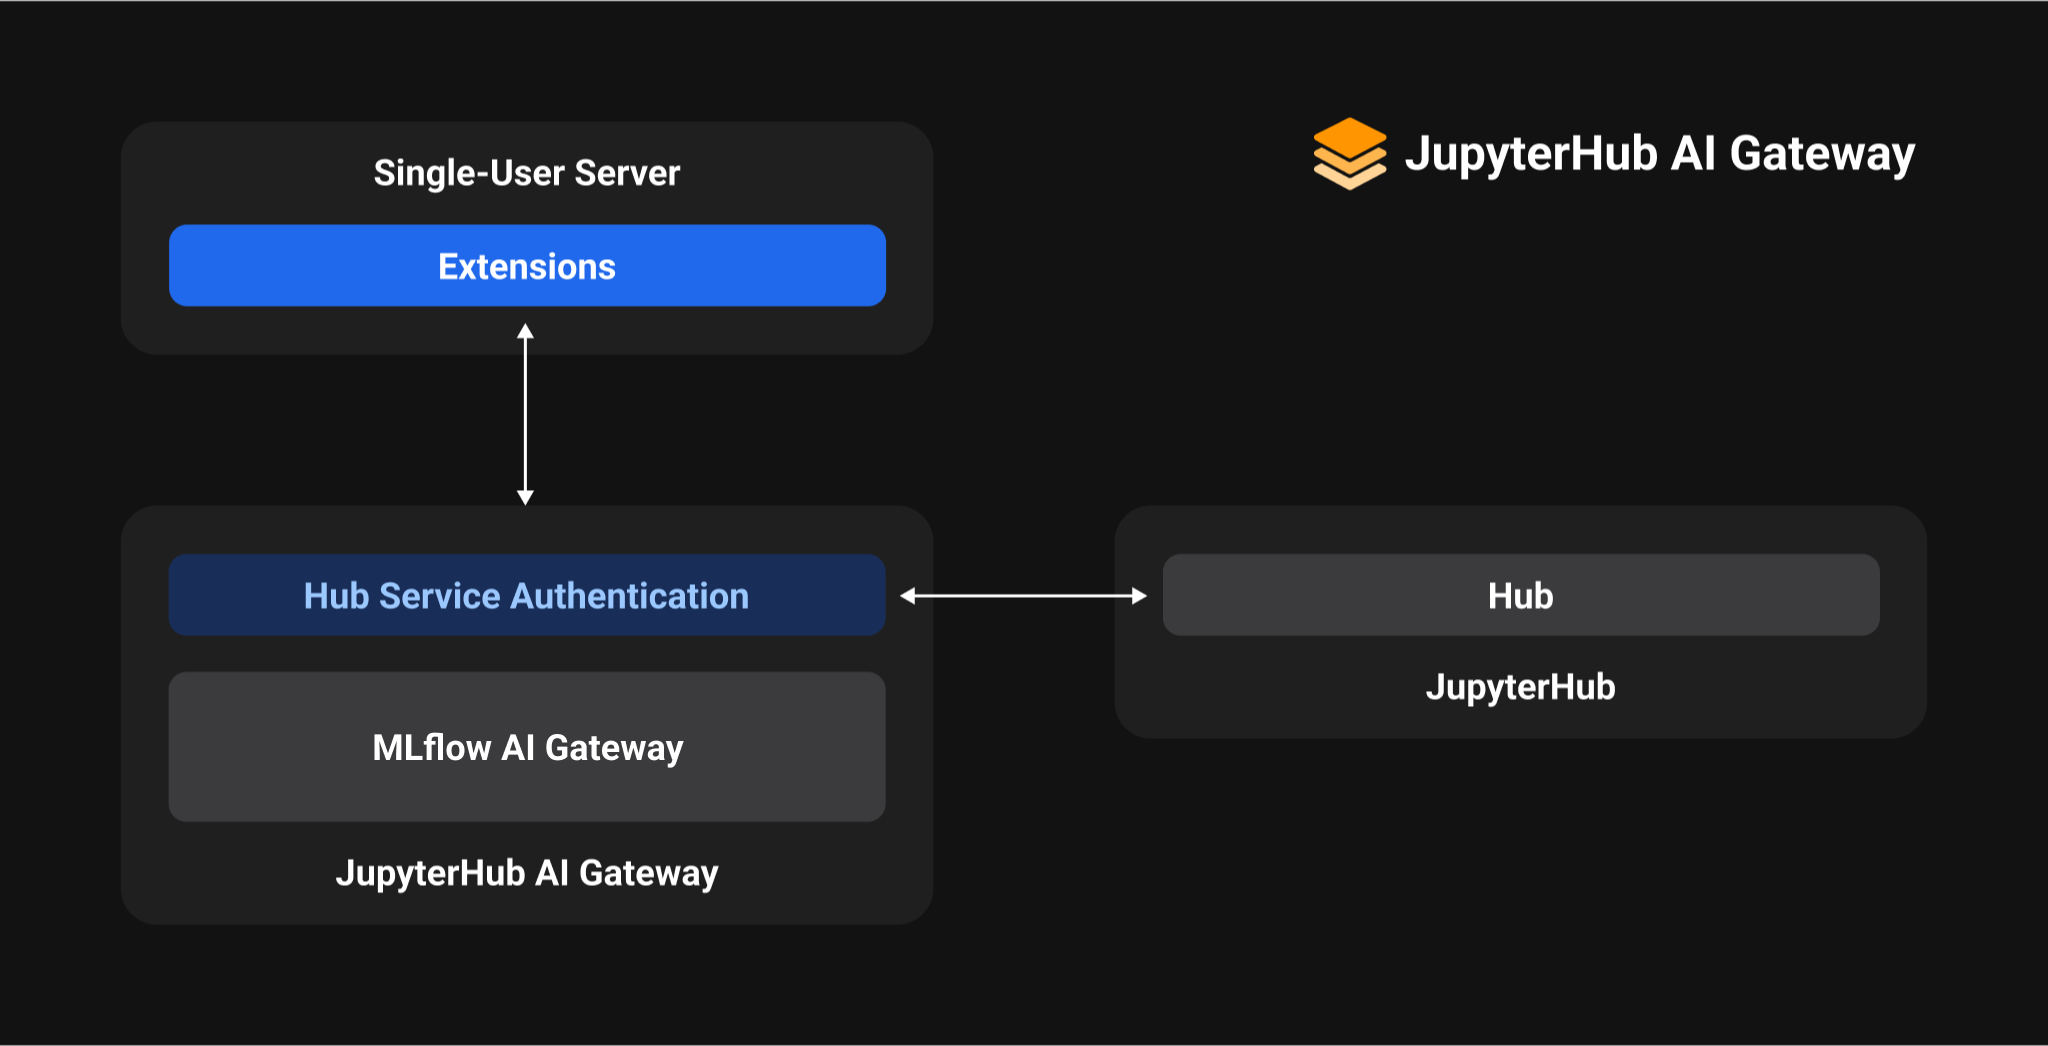 JupyterHub AI Gateway
Single-User Server
Extensions
Hub Service Authentication
MLflow AI Gateway
JupyterHub AI Gateway
Hub
JupyterHub